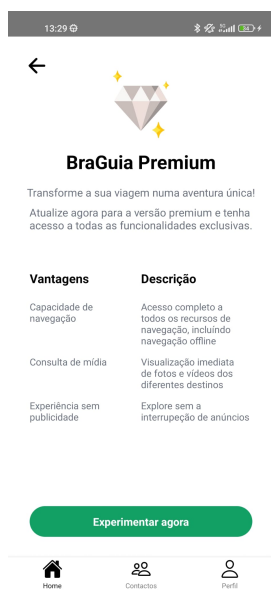 13:29
5G
34
BraGuia Premium
Transforme a sua viagem numa aventura única!
Atualize agora para a versão premium e tenha
acesso a todas as funcionalidades exclusivas.
Vantagens Descrição
Capacidade de
navegação
Acesso completo a
todos os recursos de
navegação, incluíndo
navegação offline
Consulta de mídia
Visualização imediata
de fotos e vídeos dos
diferentes destinos
Experiência sem
publicidade
Explore sem a
interrupeção de anúncios
Experimentar agora
Home Contactos Perfil